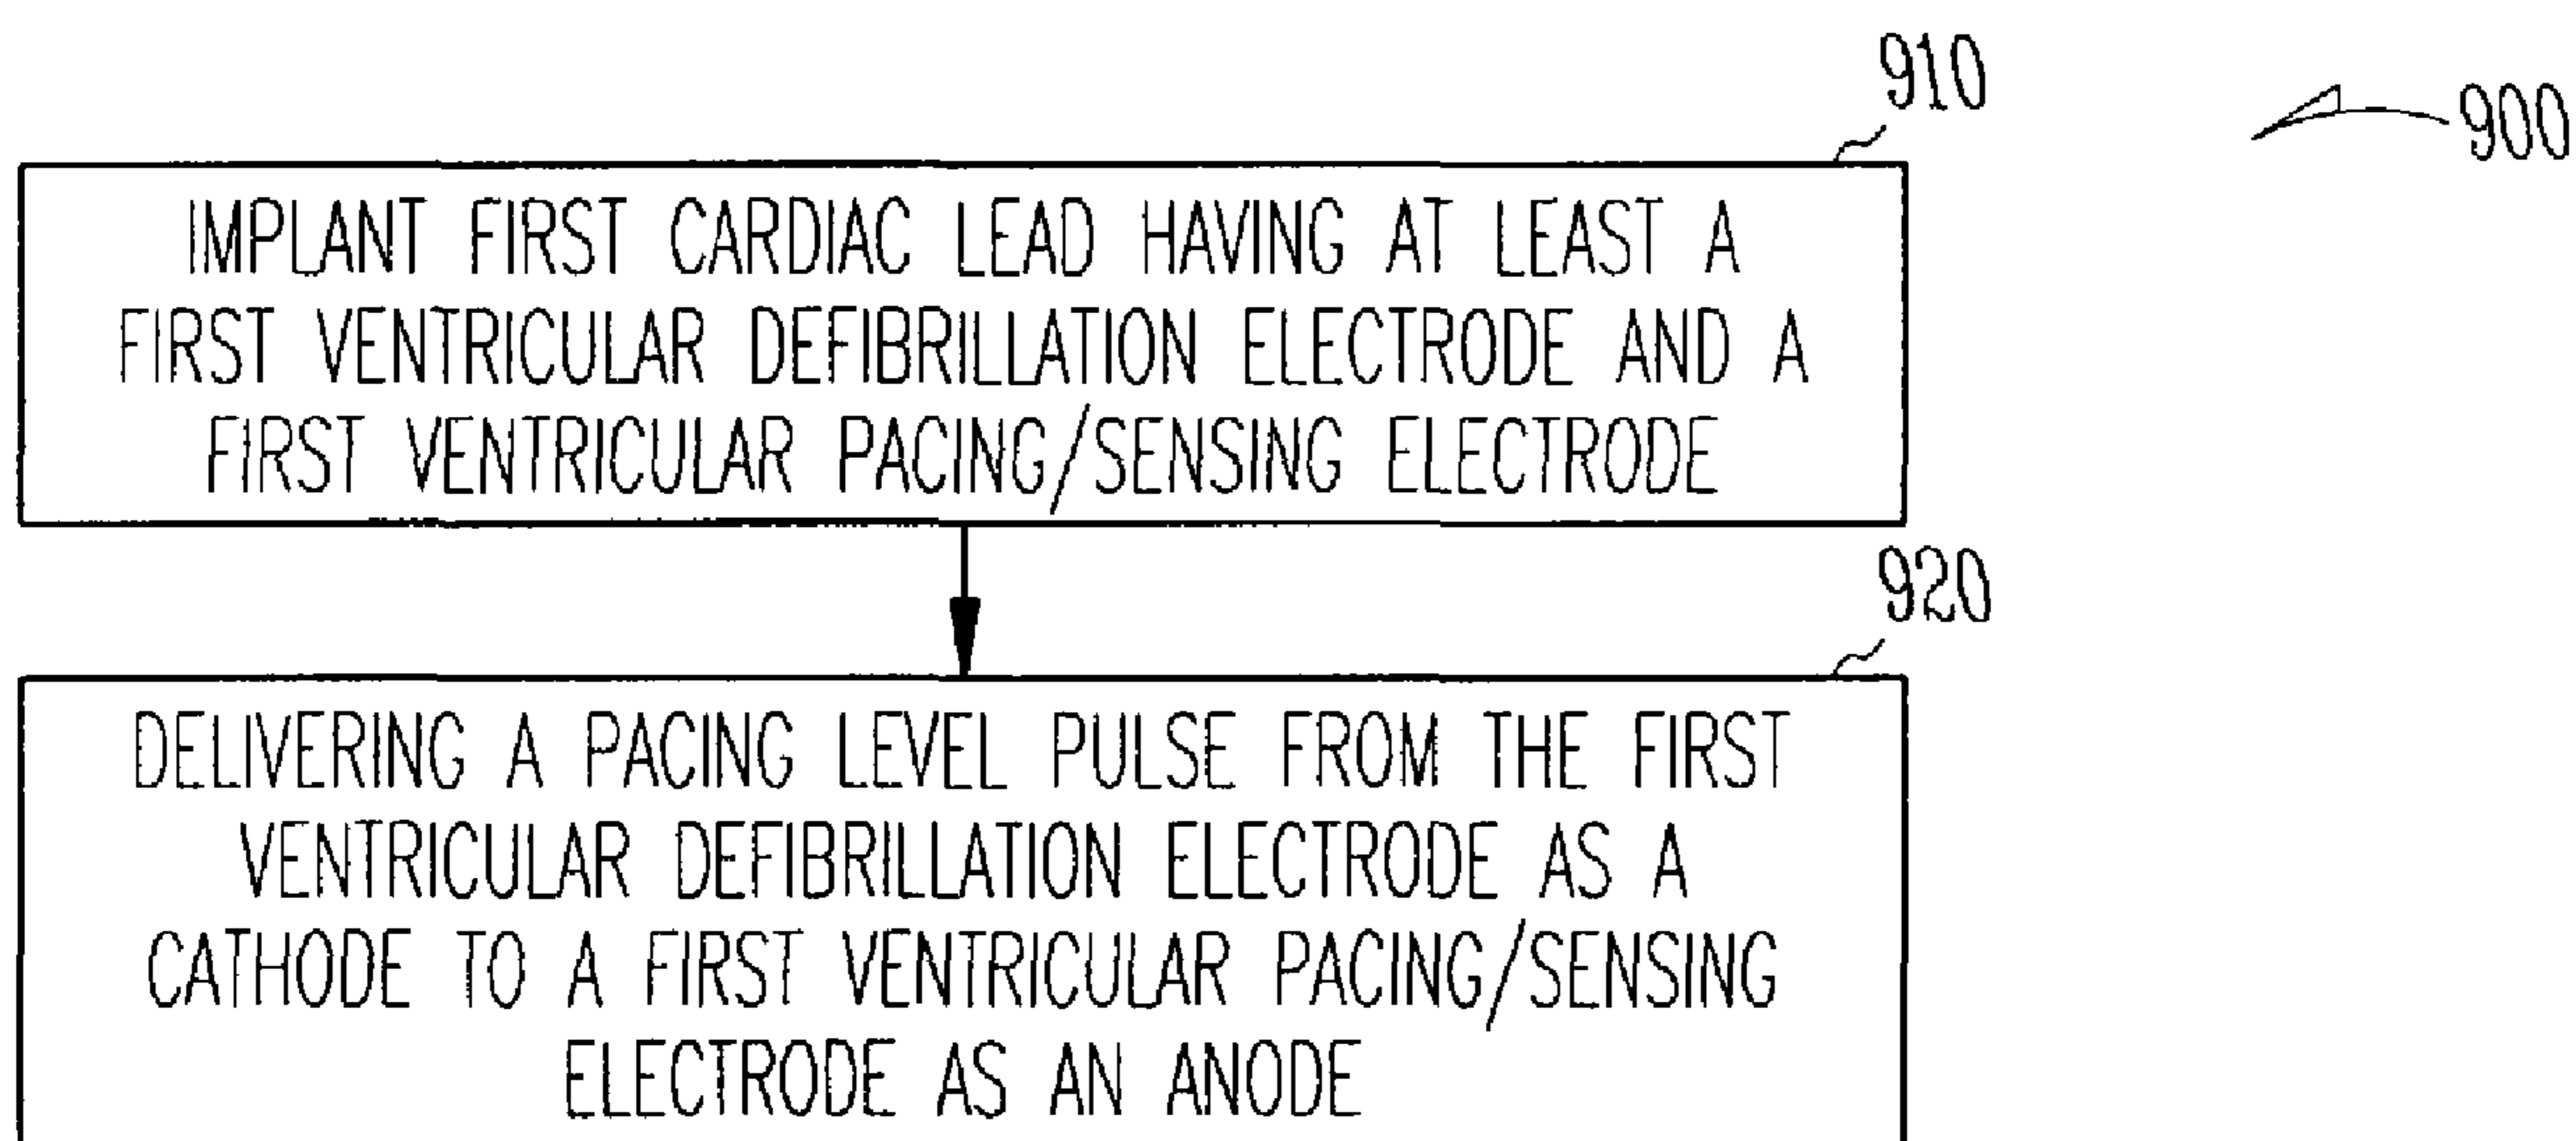 910
900
IMPLANT FIRST CARDIAC LEAD HAVING AT LEAST A
FIRST VENTRICULAR DEFIBRILLATION ELECTRODE AND A
FIRST VENTRICULAR PACING/SENSING ELECTRODE
920
DELIVERING A PACING LEVEL PULSE FROM THE FIRST
VENTRICULAR DEFIBRILLATION ELECTRODE AS A
CATHODE TO A FIRST VENTRICULAR PACING/SENSING
ELECTRODE AS AN ANODE